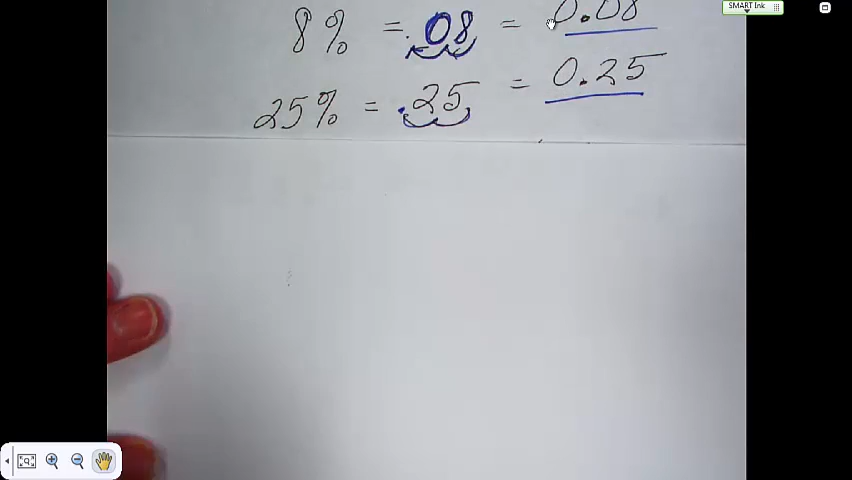 SMART Ink
8% = .08 = 0.08
25% = .25 = 0.25